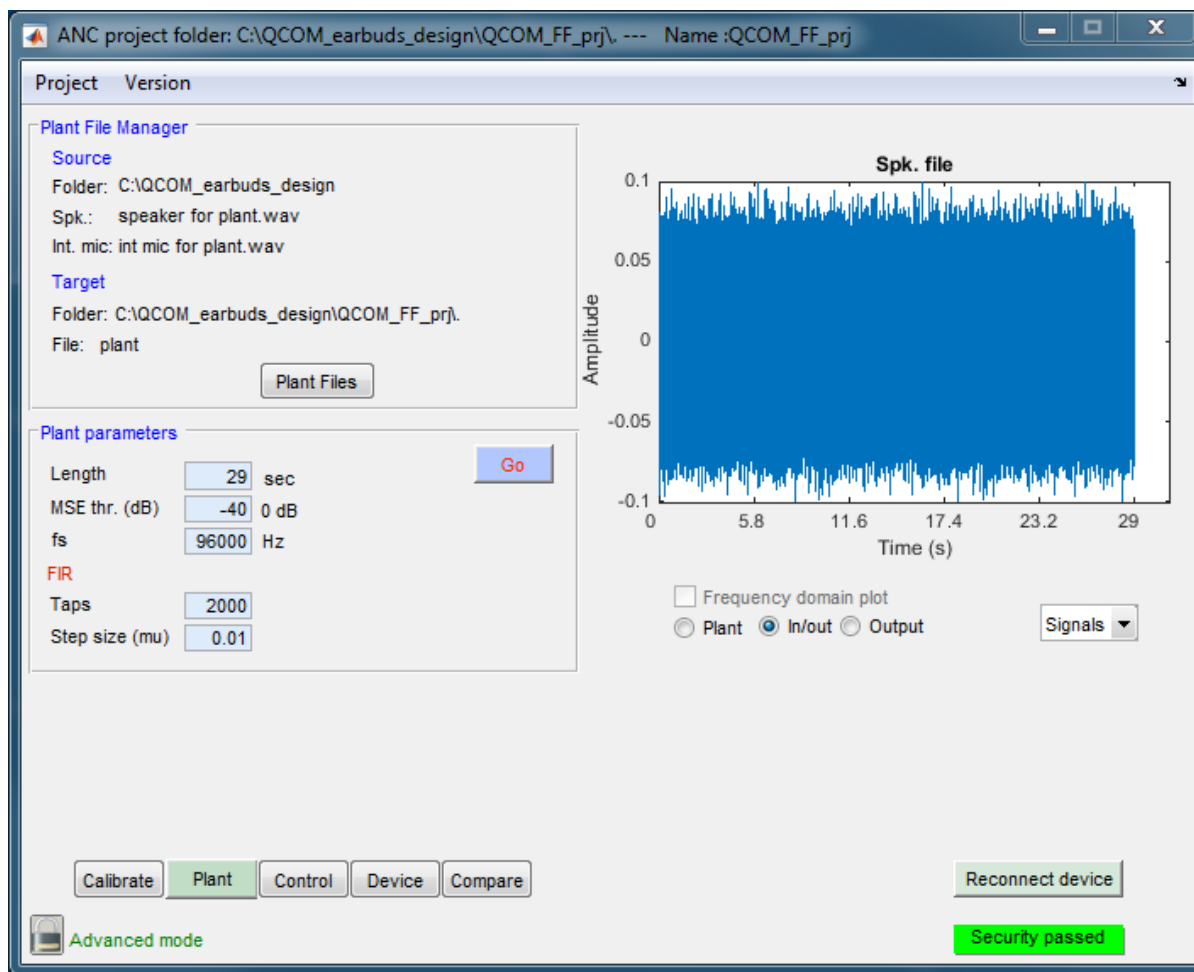 ANC project folder: C:\QCOM_earbuds_design\QCOM_FF_prj\. --- Name :QCOM_FF_prj
Project Version
Plant File Manager
Source
Folder: C:\QCOM_earbuds_design
Spk.: speaker for plant.wav
Int. mic: int mic for plant.wav
Target
Folder: C:\QCOM_earbuds_design\QCOM_FF_prj\.
File: plant
Plant Files
Plant parameters
Go
Length 29 sec
MSE thr. (dB) -40 0 dB
fs 96000 Hz
FIR
Taps 2000
Step size (mu) 0.01
Spk. file
0.1
0.05
0
-0.05
-0.1
Amplitude
0 5.8 11.6 17.4 23.2 29
Time (s)
Frequency domain plot
Plant In/out Output
Signals
Calibrate Plant Control Device Compare
Reconnect device
Advanced mode
Security passed